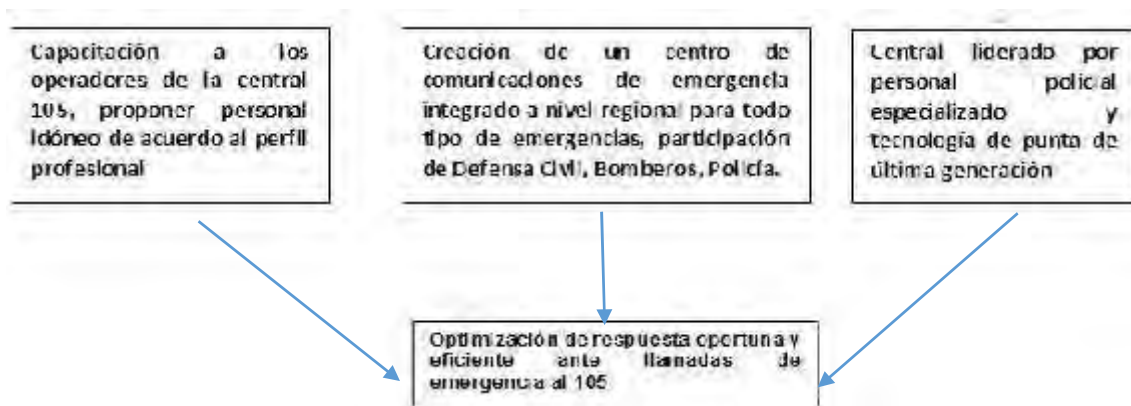 Capacitación a los
operadores de la central
105, proponer personal
idóneo de acuerdo al perfil
profesional
Creación de un centro de
comunicaciones de emergencia
integrado a nivel regional para todo
tipo de emergencias, participación
de Defensa Civil, Bomberos, Policía.
Central liderado por
personal policial
especializado y
tecnología de punta de
última generación
Optimización de respuesta oportuna y
eficiente ante llamadas de
emergencia al 105